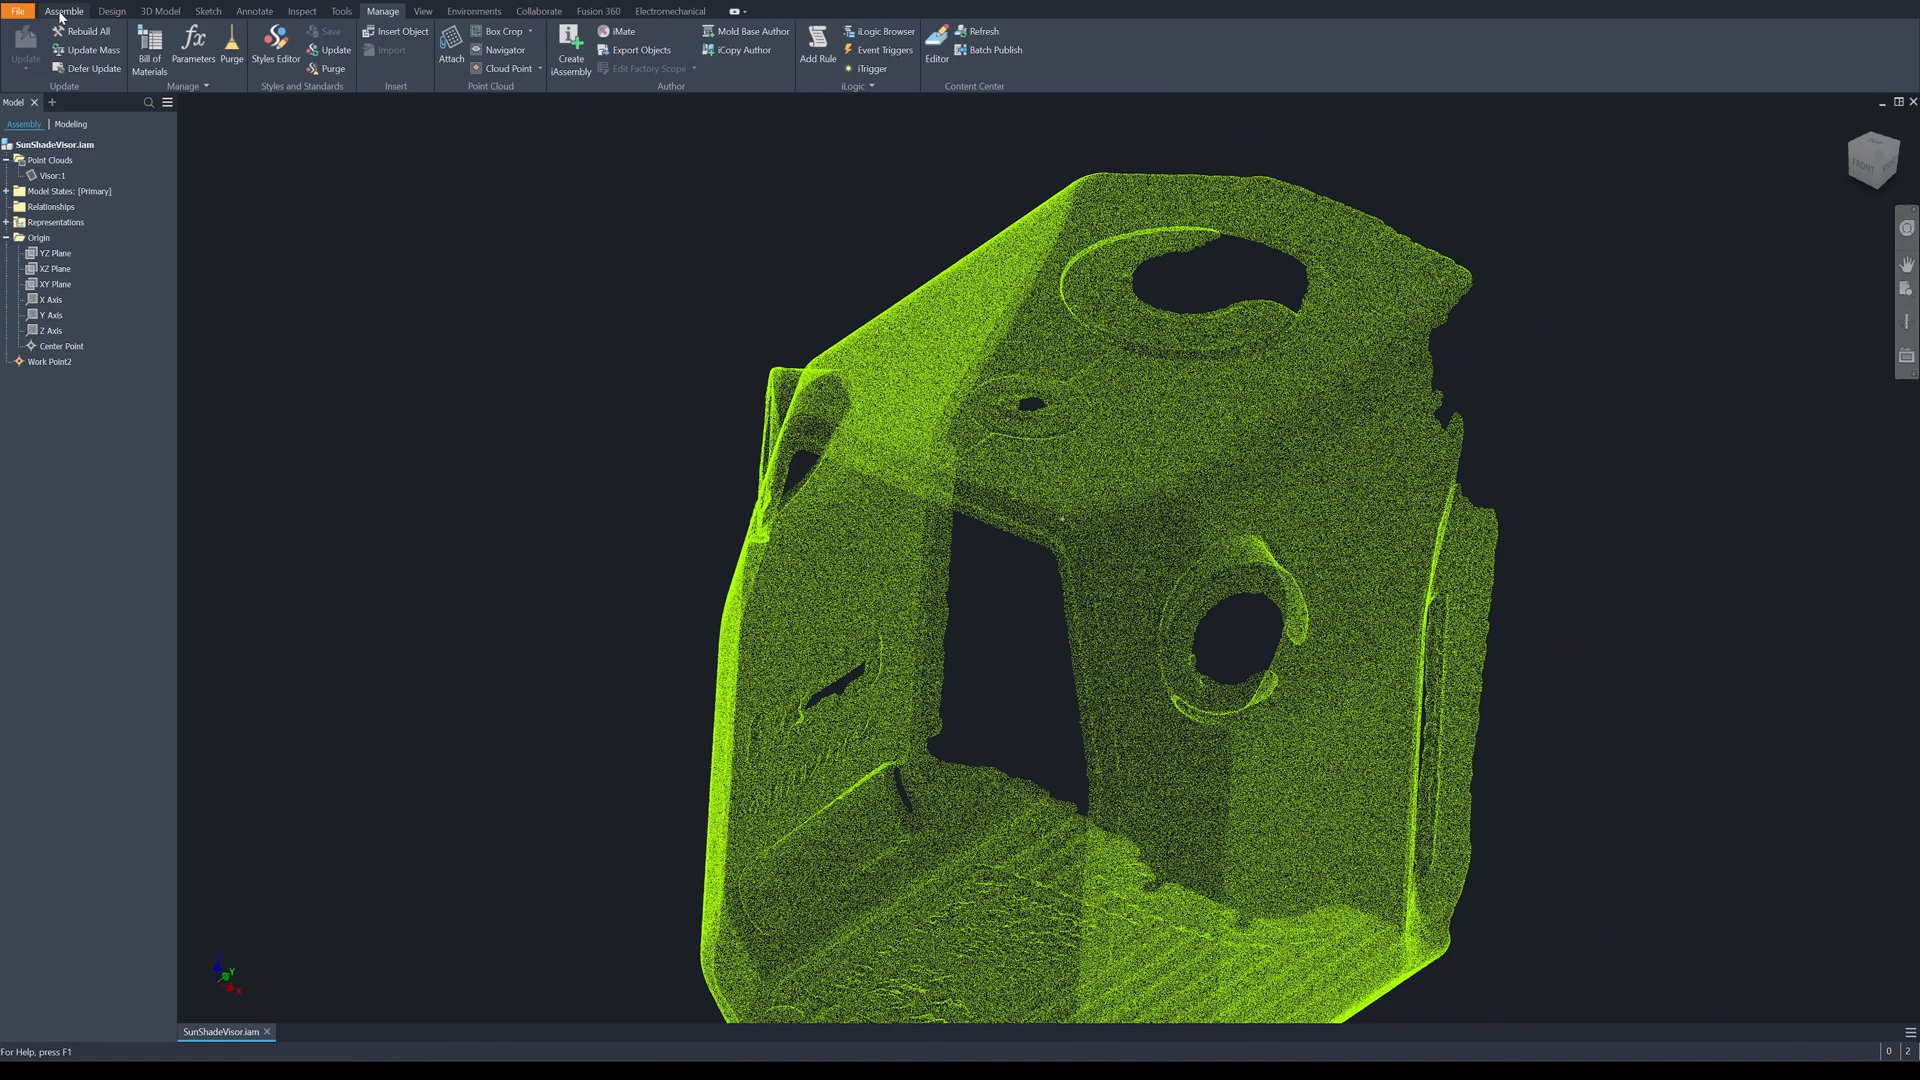 File Assemble Design 3D Model Sketch Annotate Inspect Tools Manage View Environments Collaborate Fusion 360 Electromechanical
Update
Rebuild All
Update Mass
Defer Update
Update
Bill of
Materials
Parameters
Purge
Manage
Styles Editor
Save
Update
Purge
Styles and Standards
Insert Object
Import
Insert
Attach
Box Crop
Navigator
Cloud Point
Point Cloud
Create
iAssembly
iMate
Export Objects
Edit Factory Scope
Mold Base Author
iCopy Author
Author
Add Rule
iLogic Browser
Event Triggers
iTrigger
iLogic
Editor
Refresh
Batch Publish
Content Center
Model
Assembly | Modeling
SunShadeVisor.iam
Point Clouds
Visor:1
Model States: [Primary]
Relationships
Representations
Origin
YZ Plane
XZ Plane
XY Plane
X Axis
Y Axis
Z Axis
Center Point
Work Point2
FRONT
Y
X
SunShadeVisor.iam
For Help, press F1
0 2